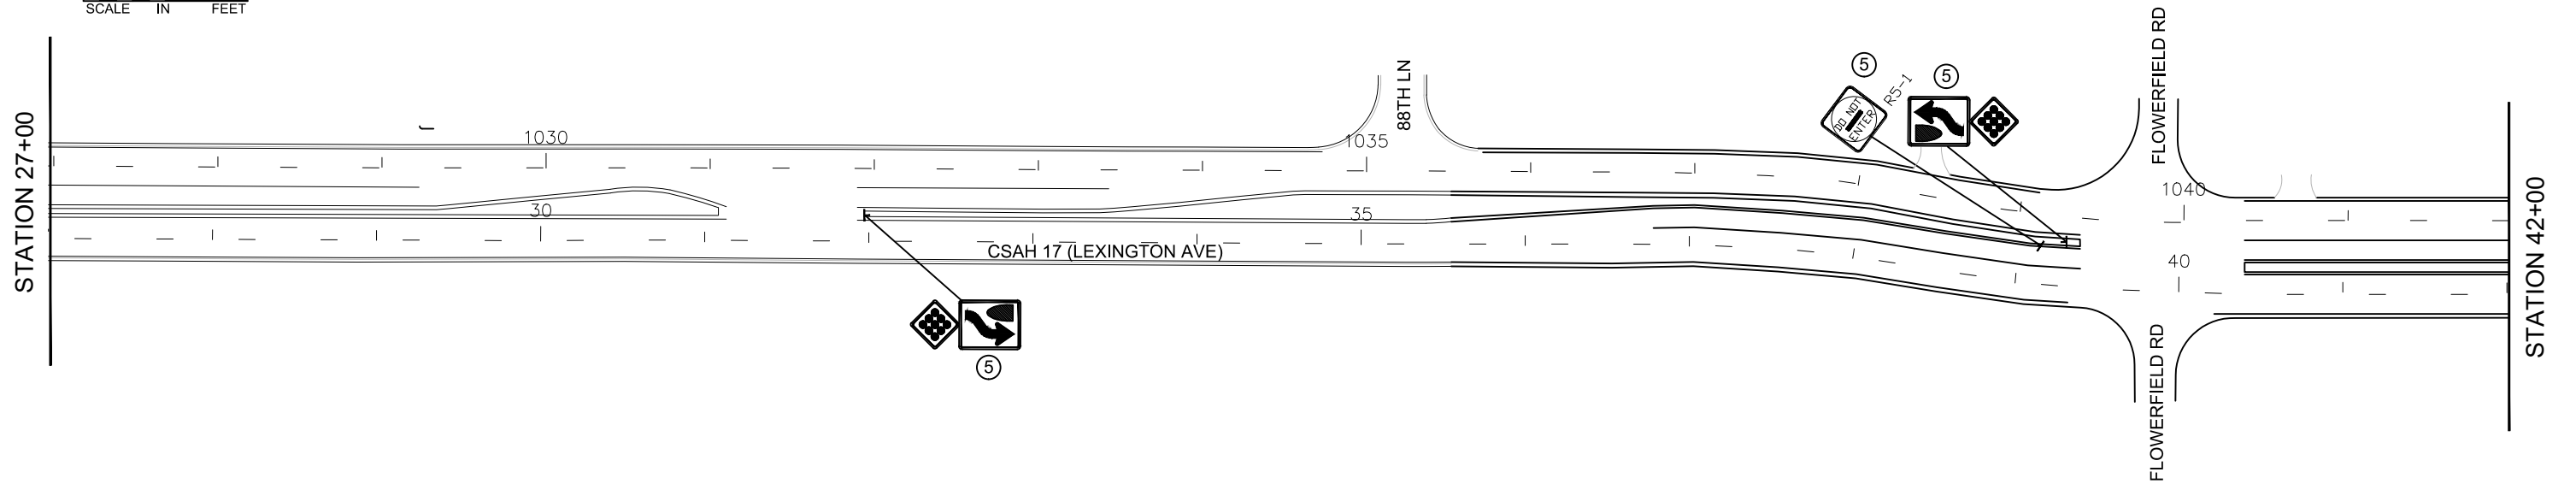 SCALE IN FEET
STATION 27+00
1030
30
CSAH 17 (LEXINGTON AVE)
5
1035
35
88TH LN
5
DO NOT
ENTER
R5-1
5
FLOWERFIELD RD
1040
40
FLOWERFIELD RD
STATION 42+00